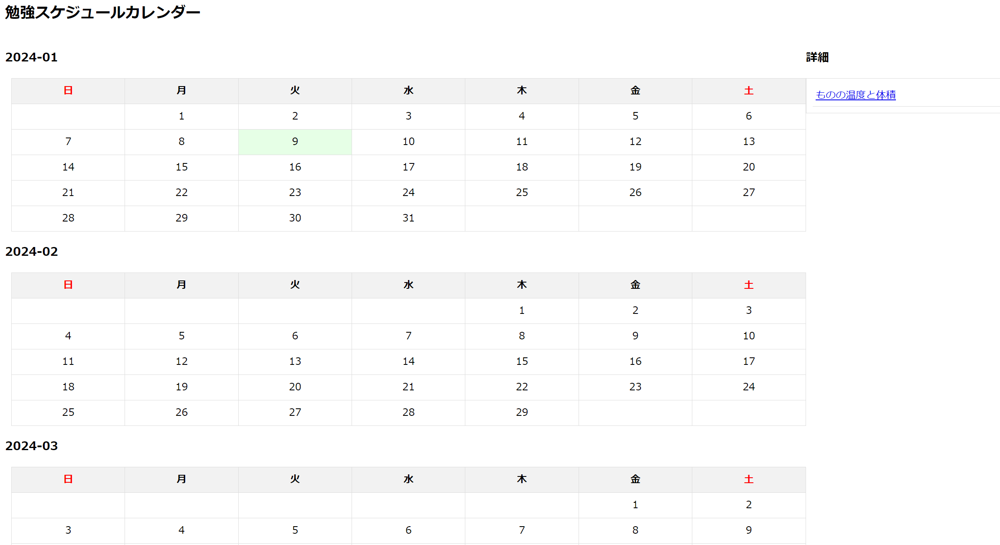 勉強スケジュールカレンダー
2024-01
日 月 火 水 木 金 土
1 2 3 4 5 6
7 8 9 10 11 12 13
14 15 16 17 18 19 20
21 22 23 24 25 26 27
28 29 30 31
詳細
ものの温度と体積
2024-02
日 月 火 水 木 金 土
1 2 3
4 5 6 7 8 9 10
11 12 13 14 15 16 17
18 19 20 21 22 23 24
25 26 27 28 29
2024-03
日 月 火 水 木 金 土
1 2
3 4 5 6 7 8 9